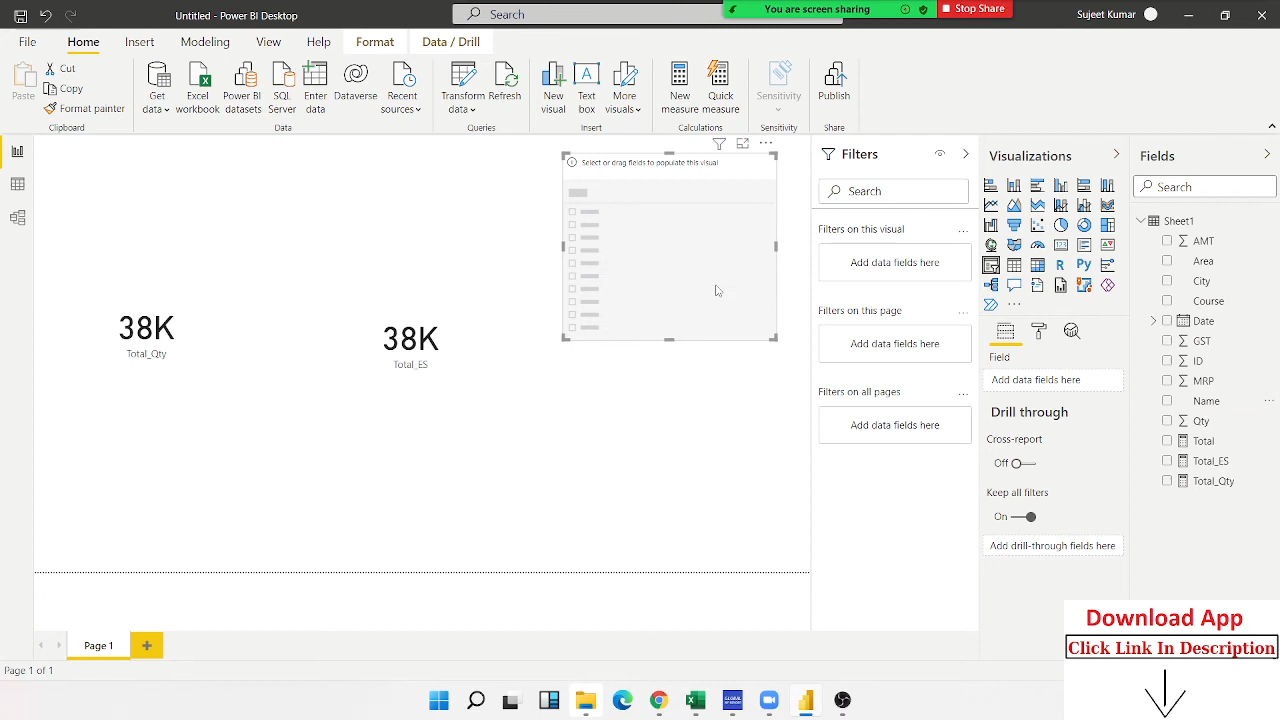 Untitled - Power BI Desktop
Search
You are screen sharing
Stop Share
Sujeet Kumar
File
Home
Insert
Modeling
View
Help
Format
Data / Drill
Paste
Cut
Copy
Format painter
Clipboard
Get data
Excel workbook
Power BI datasets
SQL Server
Enter data
Dataverse
Recent sources
Data
Transform data
Refresh
Queries
New visual
Text box
More visuals
Insert
New measure
Quick measure
Calculations
Sensitivity
Sensitivity
Publish
Share
Select or drag fields to populate this visual
38K
Total_Qty
38K
Total_ES
Filters
Search
Filters on this visual
Add data fields here
Filters on this page
Add data fields here
Filters on all pages
Add data fields here
Visualizations
R
Py
123
Field
Add data fields here
Drill through
Cross-report
Off
Keep all filters
On
Add drill-through fields here
Fields
Search
Sheet1
AMT
Area
City
Course
Date
GST
ID
MRP
Name
Qty
Total
Total_ES
Total_Qty
Page 1
Page 1 of 1
Download App
Click Link In Description